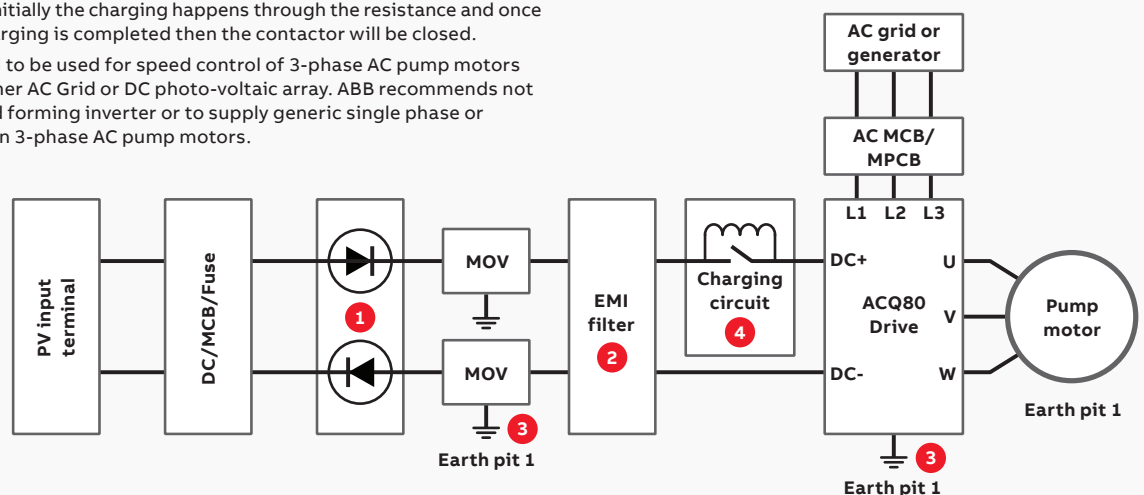 nitially the charging happens through the resistance and once
arging is completed then the contactor will be closed.
to be used for speed control of 3-phase AC pump motors
her AC Grid or DC photo-voltaic array. ABB recommends not
d forming inverter or to supply generic single phase or
n 3-phase AC pump motors.
AC grid or
generator
AC MCB/
MPCB
L1 L2 L3
PV input
terminal
DC/MCB/Fuse
1
MOV
MOV
3
Earth pit 1
EMI
filter
2
Charging
circuit
4
DC+
U
ACQ80
Drive
V
DC-
W
3
Earth pit 1
Pump
motor
Earth pit 1